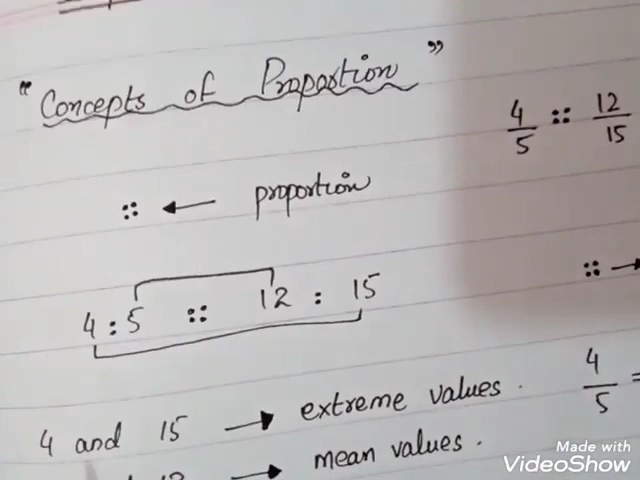 "Concepts of Proportion"
4/5 :: 12/15
:: ← proportion
4 : 5 :: 12 : 15
:: →
4 and 15 → extreme values.
4/5 =
12 → mean values.
Made with
VideoShow